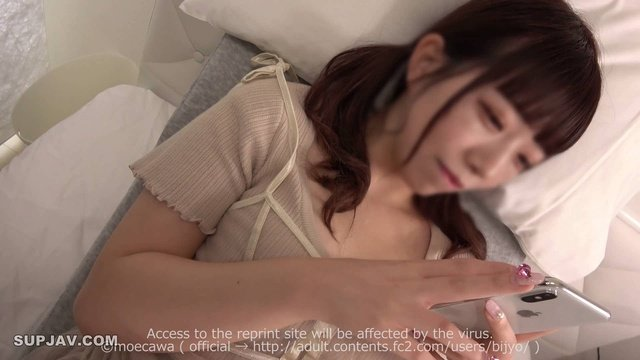 Access to the reprint site will be affected by the virus.
SUPJAV.COM
©moecawa ( official → http://adult.contents.fc2.com/users/bijyo/ )